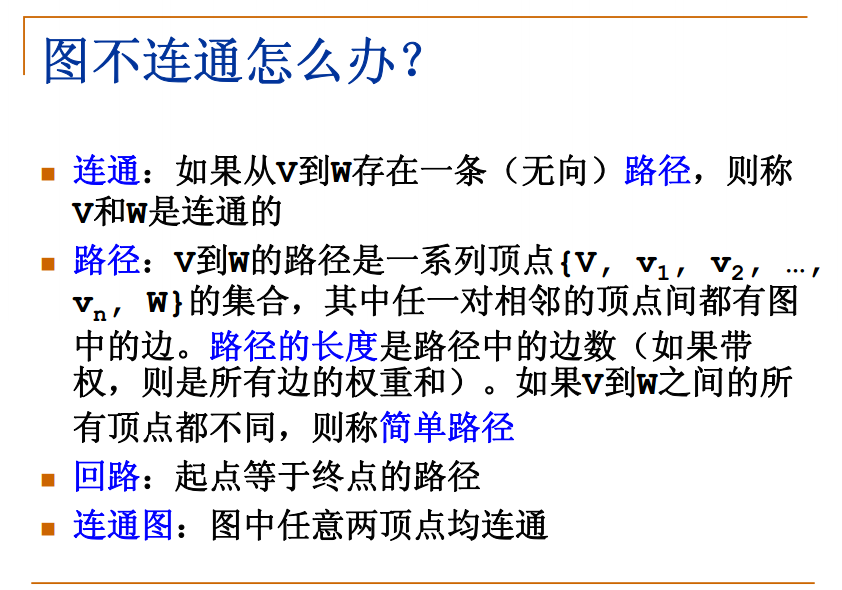 图不连通怎么办？
连通：如果从V到W存在一条（无向）路径，则称
V和W是连通的
路径：V到W的路径是一系列顶点{V, v1, v2, …,
vn, W}的集合，其中任一对相邻的顶点间都有图
中的边。路径的长度是路径中的边数（如果带
权，则是所有边的权重和）。如果V到W之间的所
有顶点都不同，则称简单路径
回路：起点等于终点的路径
连通图：图中任意两顶点均连通